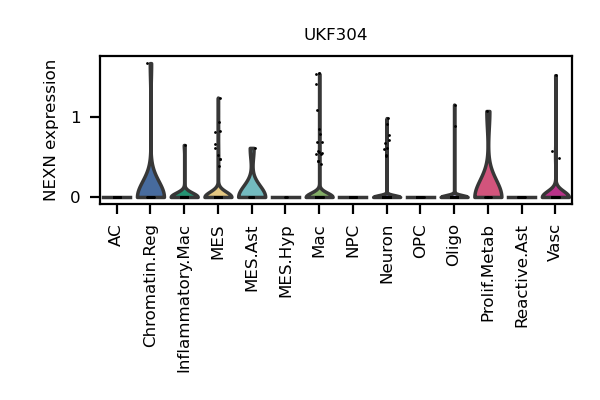 UKF304
NEXN expression
1
0
AC
Chromatin.Reg
Inflammatory.Mac
MES
MES.Ast
MES.Hyp
Mac
NPC
Neuron
OPC
Oligo
Prolif.Metab
Reactive.Ast
Vasc